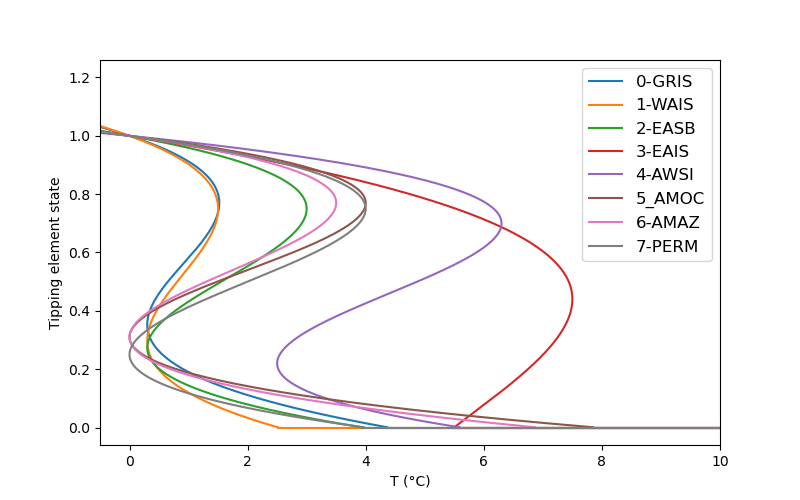 1.2
1.0
0.8
0.6
0.4
0.2
0.0
Tipping element state
0
2
4
6
8
10
T (°C)
0-GRIS
1-WAIS
2-EASB
3-EAIS
4-AWSI
5_AMOC
6-AMAZ
7-PERM